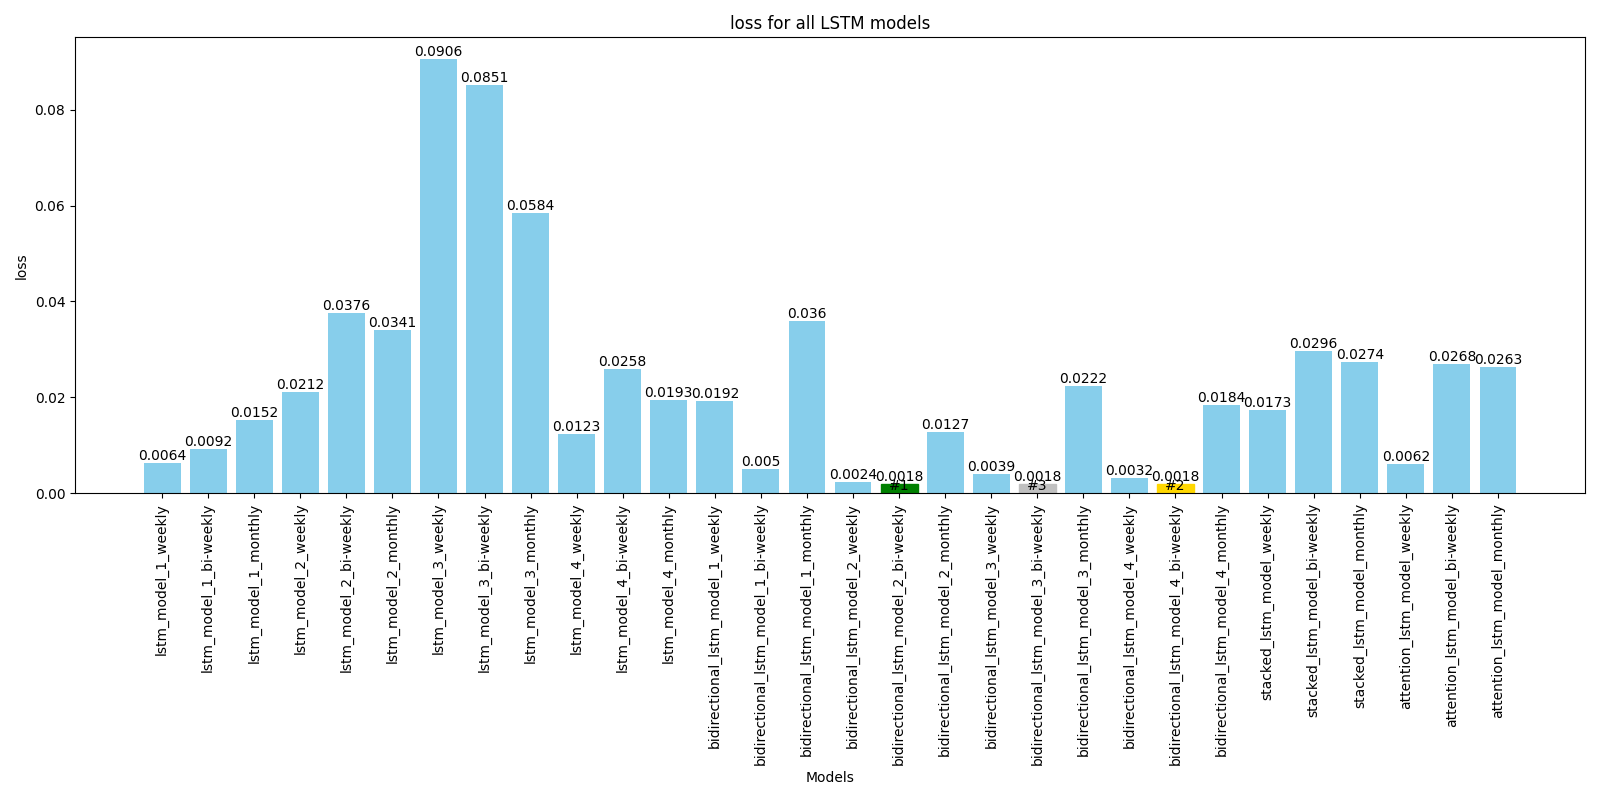 loss for all LSTM models
loss
0.08
0.06
0.04
0.02
0.00
0.0064
0.0092
0.0152
0.0212
0.0376
0.0341
0.0906
0.0851
0.0584
0.0123
0.0258
0.0193
0.0192
0.005
0.036
0.0024
0.0018
#1
0.0127
0.0039
0.0018
#3
0.0222
0.0032
0.0018
#2
0.0184
0.0173
0.0296
0.0274
0.0062
0.0268
0.0263
lstm_model_1_weekly
lstm_model_1_bi-weekly
lstm_model_1_monthly
lstm_model_2_weekly
lstm_model_2_bi-weekly
lstm_model_2_monthly
lstm_model_3_weekly
lstm_model_3_bi-weekly
lstm_model_3_monthly
lstm_model_4_weekly
lstm_model_4_bi-weekly
lstm_model_4_monthly
bidirectional_lstm_model_1_weekly
bidirectional_lstm_model_1_bi-weekly
bidirectional_lstm_model_1_monthly
bidirectional_lstm_model_2_weekly
bidirectional_lstm_model_2_bi-weekly
bidirectional_lstm_model_2_monthly
bidirectional_lstm_model_3_weekly
bidirectional_lstm_model_3_bi-weekly
bidirectional_lstm_model_3_monthly
bidirectional_lstm_model_4_weekly
bidirectional_lstm_model_4_bi-weekly
bidirectional_lstm_model_4_monthly
stacked_lstm_model_weekly
stacked_lstm_model_bi-weekly
stacked_lstm_model_monthly
attention_lstm_model_weekly
attention_lstm_model_bi-weekly
attention_lstm_model_monthly
Models